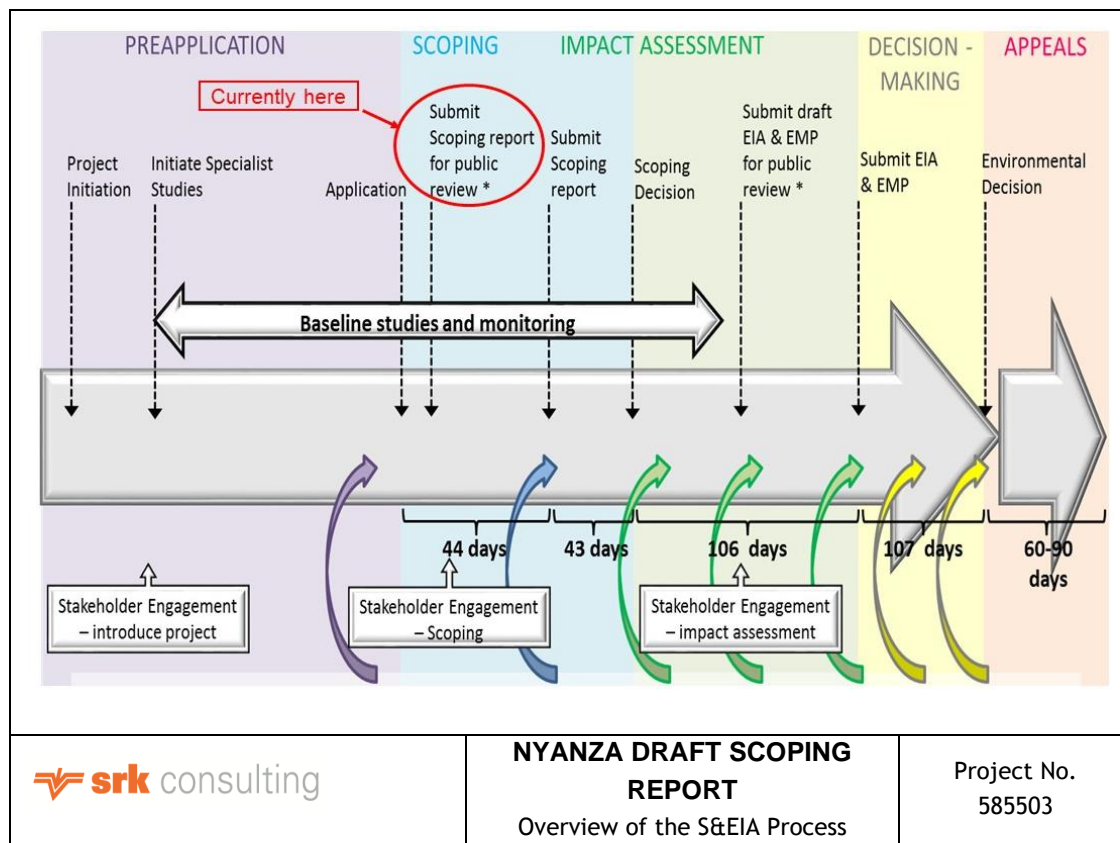 PREAPPLICATION
SCOPING
IMPACT ASSESSMENT
DECISION -
MAKING
APPEALS
Currently here
Project
Initiation
Initiate Specialist
Studies
Application
Submit
Scoping report
for public
review *
Submit
Scoping
report
Scoping
Decision
Submit draft
EIA & EMP
for public
review *
Submit EIA
& EMP
Environmental
Decision
Baseline studies and monitoring
44 days
43 days
106 days
107 days
60-90
days
Stakeholder Engagement
– introduce project
Stakeholder Engagement
– Scoping
Stakeholder Engagement
– impact assessment
srk consulting
NYANZA DRAFT SCOPING
REPORT
Overview of the S&EIA Process
Project No.
585503